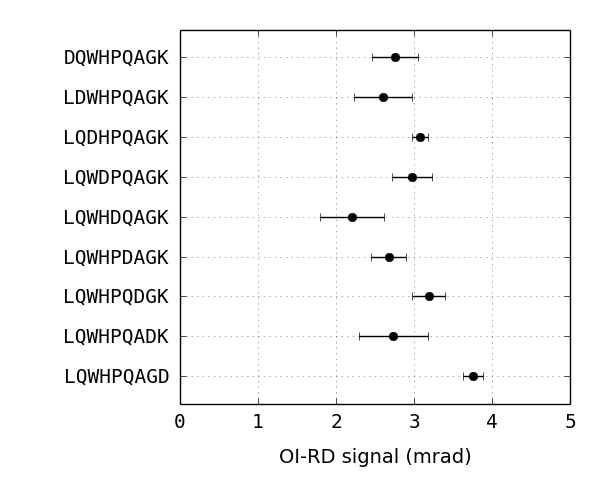 DQWHPQAGK
LDWHPQAGK
LQDHPQAGK
LQWDPQAGK
LQWHDQAGK
LQWHPDAGK
LQWHPQDGK
LQWHPQADK
LQWHPQAGD
0 1 2 3 4 5
OI-RD signal (mrad)